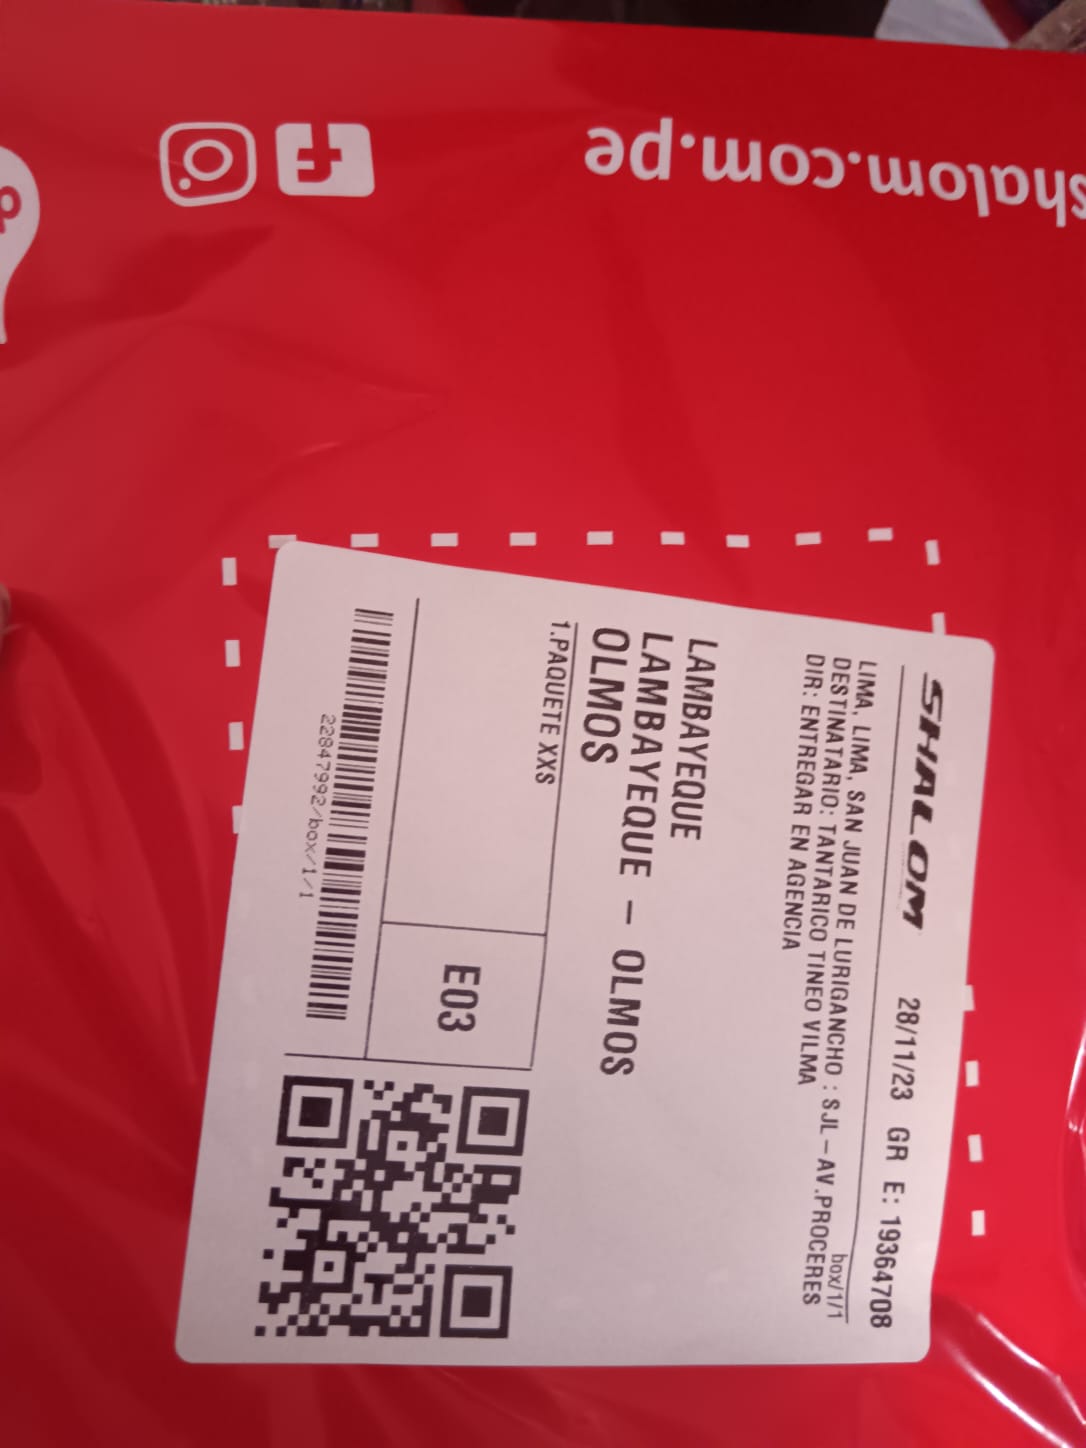 shalom.com.pe
SHALOM 28/11/23 GR E: 19364708
box/1/1
LIMA, LIMA, SAN JUAN DE LURIGANCHO : SJL-AV.PROCERES
DESTINATARIO: TANTARICO TINEO VILMA
DIR: ENTREGAR EN AGENCIA
LAMBAYEQUE
LAMBAYEQUE - OLMOS
OLMOS
1.PAQUETE XXS
E03
22847992/box/1/1